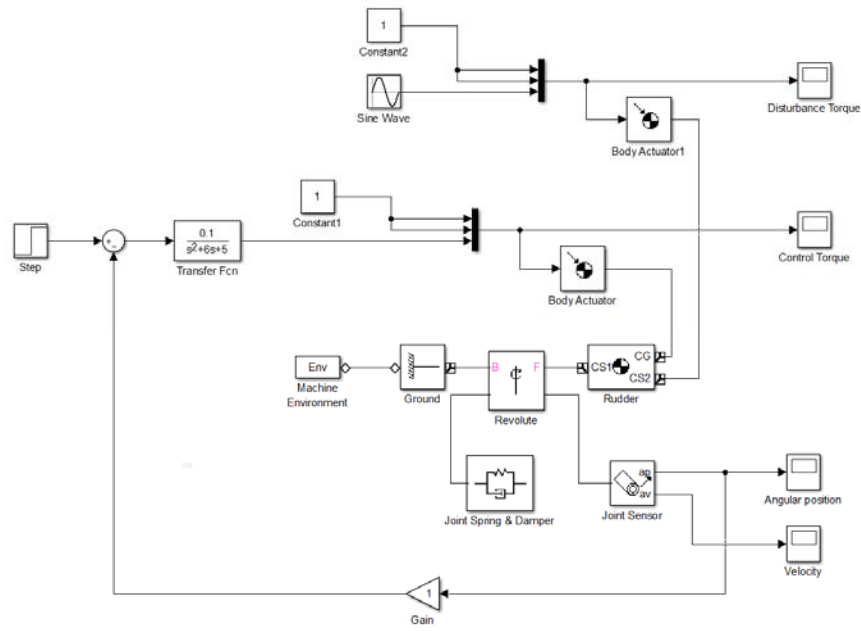 1
Constant2
Sine Wave
Disturbance Torque
Body Actuator1
1
Constant1
Step
+
-
0.1
s²+6s+5
Transfer Fcn
Control Torque
Body Actuator
Env
Machine
Environment
Ground
B
F
Revolute
CS1
CG
CS2
Rudder
Joint Spring & Damper
ap
av
Joint Sensor
Angular position
Velocity
1
Gain